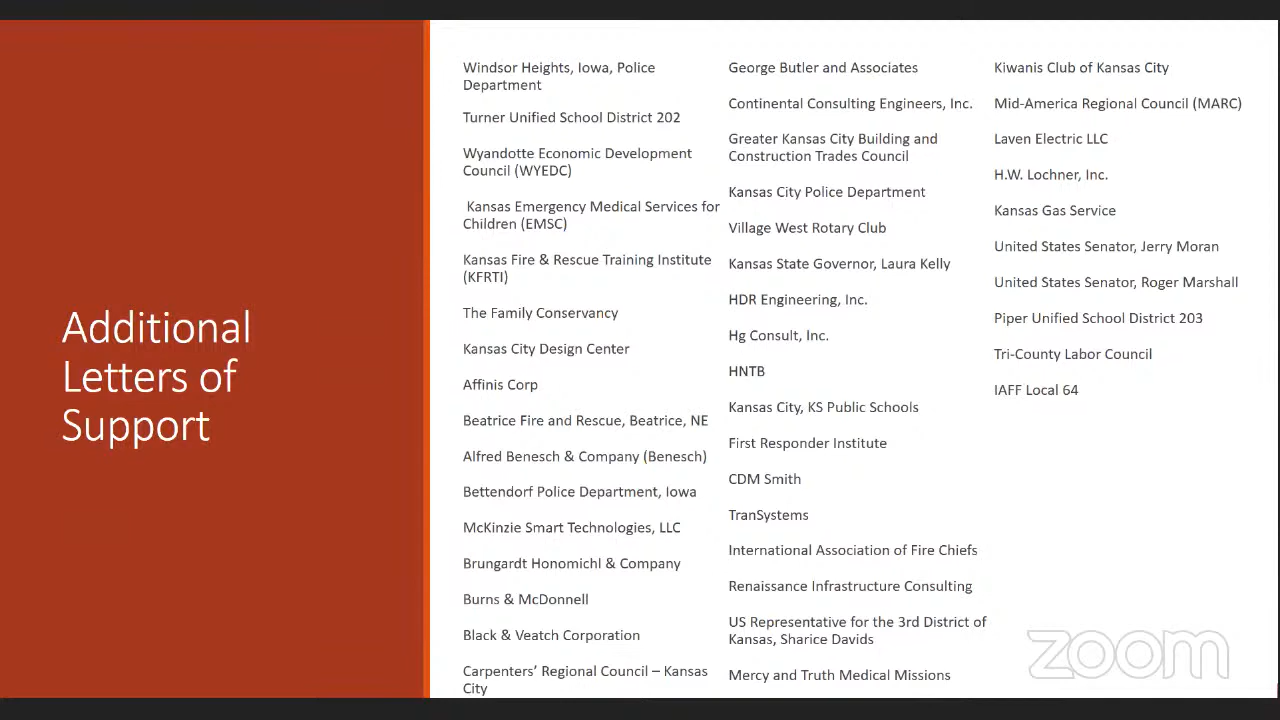 Additional
Letters of
Support
Windsor Heights, Iowa, Police
Department
Turner Unified School District 202
Wyandotte Economic Development
Council (WYEDC)
Kansas Emergency Medical Services for
Children (EMSC)
Kansas Fire & Rescue Training Institute
(KFRTI)
The Family Conservancy
Kansas City Design Center
Affinis Corp
Beatrice Fire and Rescue, Beatrice, NE
Alfred Benesch & Company (Benesch)
Bettendorf Police Department, Iowa
McKinzie Smart Technologies, LLC
Brungardt Honomichl & Company
Burns & McDonnell
Black & Veatch Corporation
Carpenters’ Regional Council – Kansas
City
George Butler and Associates
Continental Consulting Engineers, Inc.
Greater Kansas City Building and
Construction Trades Council
Kansas City Police Department
Village West Rotary Club
Kansas State Governor, Laura Kelly
HDR Engineering, Inc.
Hg Consult, Inc.
HNTB
Kansas City, KS Public Schools
First Responder Institute
CDM Smith
TranSystems
International Association of Fire Chiefs
Renaissance Infrastructure Consulting
US Representative for the 3rd District of
Kansas, Sharice Davids
Mercy and Truth Medical Missions
Kiwanis Club of Kansas City
Mid-America Regional Council (MARC)
Laven Electric LLC
H.W. Lochner, Inc.
Kansas Gas Service
United States Senator, Jerry Moran
United States Senator, Roger Marshall
Piper Unified School District 203
Tri-County Labor Council
IAFF Local 64
zoom